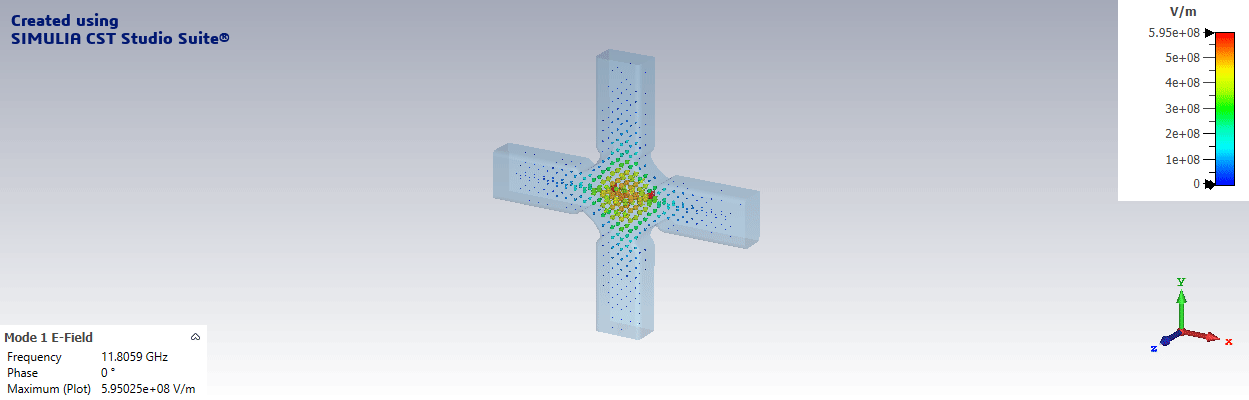 Created using
SIMULIA CST Studio Suite®
V/m
5.95e+08
5e+08
4e+08
3e+08
2e+08
1e+08
0
Y
x
z
Mode 1 E-Field
Frequency 11.8059 GHz
Phase 0 °
Maximum (Plot) 5.95025e+08 V/m